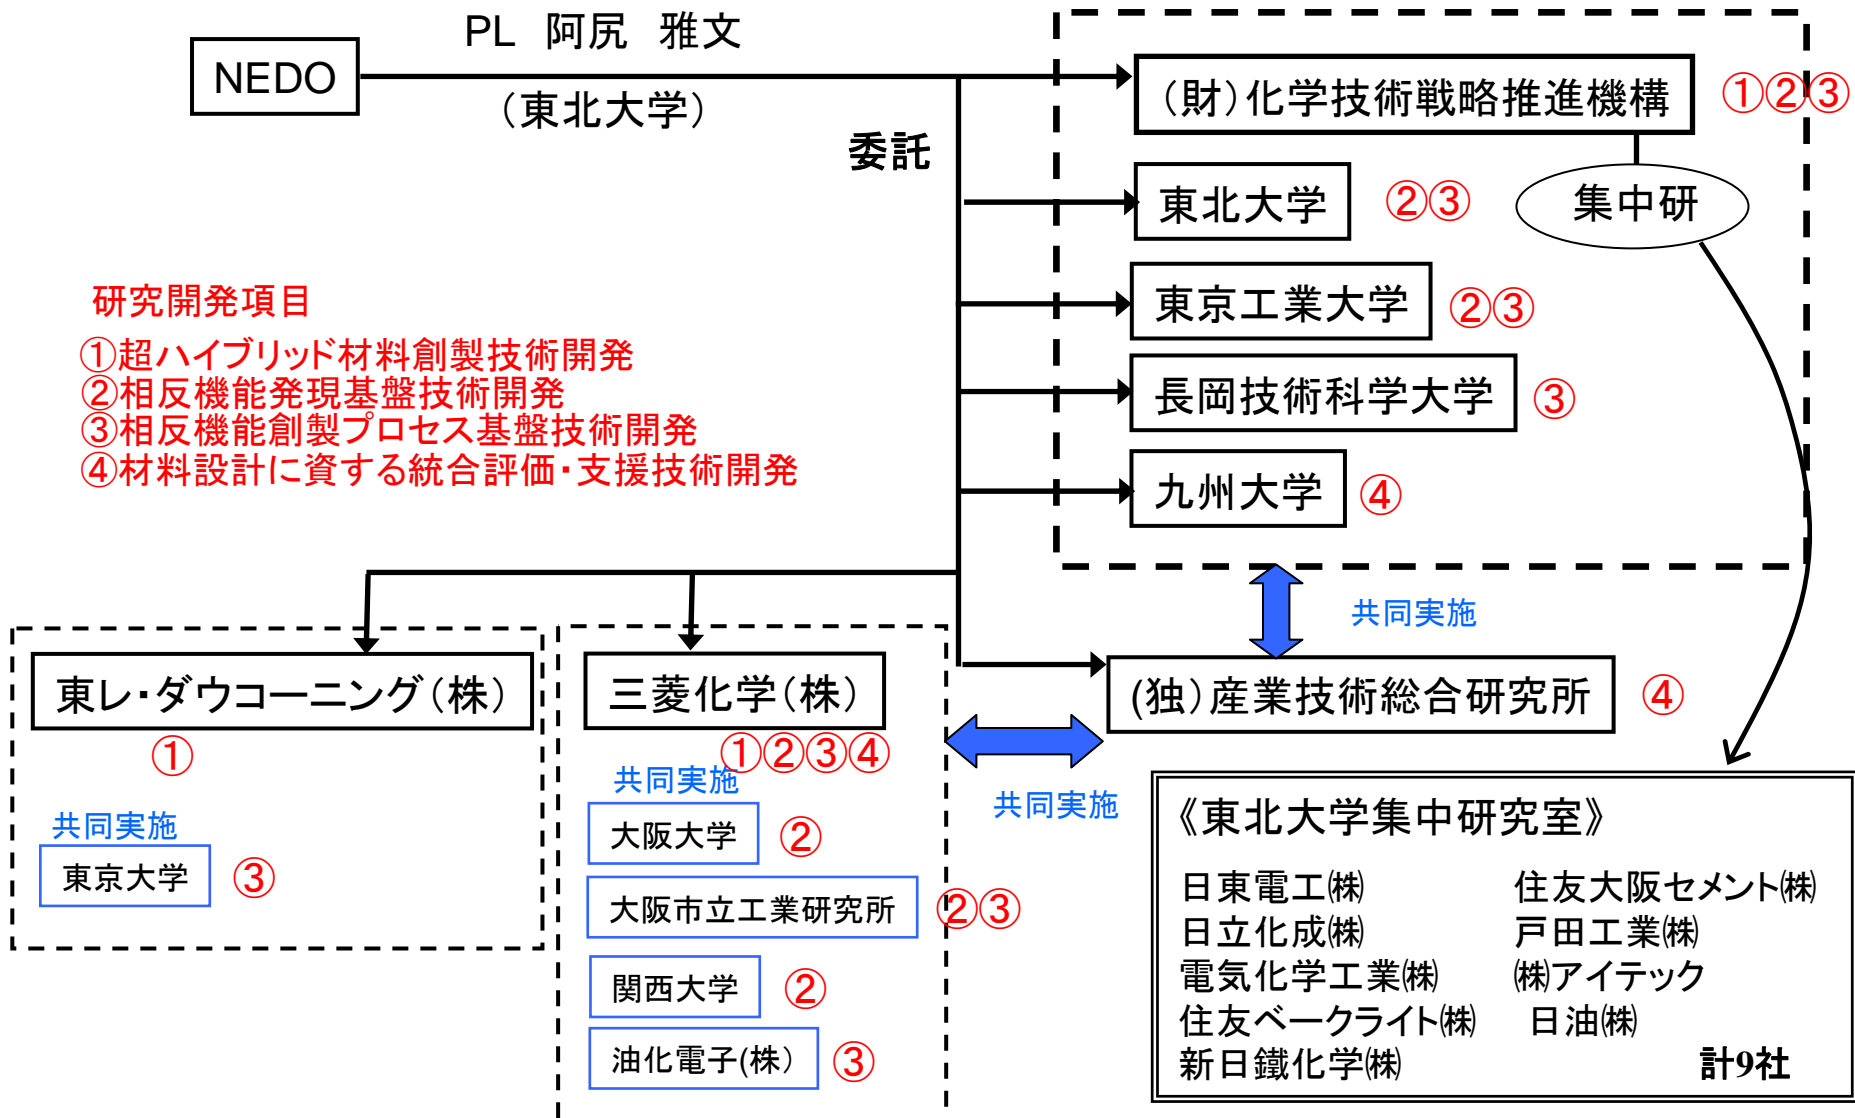 PL 阿尻 雅文
NEDO
(東北大学)
委託
(財)化学技術戦略推進機構
①②③
東北大学
②③
集中研
東京工業大学
②③
長岡技術科学大学
③
九州大学
④
研究開発項目
①超ハイブリッド材料創製技術開発
②相反機能発現基盤技術開発
③相反機能創製プロセス基盤技術開発
④材料設計に資する統合評価・支援技術開発
共同実施
東レ・ダウコーニング(株)
①
共同実施
東京大学
③
三菱化学(株)
①②③④
共同実施
大阪大学
②
大阪市立工業研究所
②③
関西大学
②
油化電子(株)
③
(独)産業技術総合研究所
④
共同実施
《東北大学集中研究室》
日東電工㈱ 住友大阪セメント㈱
日立化成㈱ 戸田工業㈱
電気化学工業㈱ ㈱アイテック
住友ベークライト㈱ 日油㈱
新日鐵化学㈱ 計9社